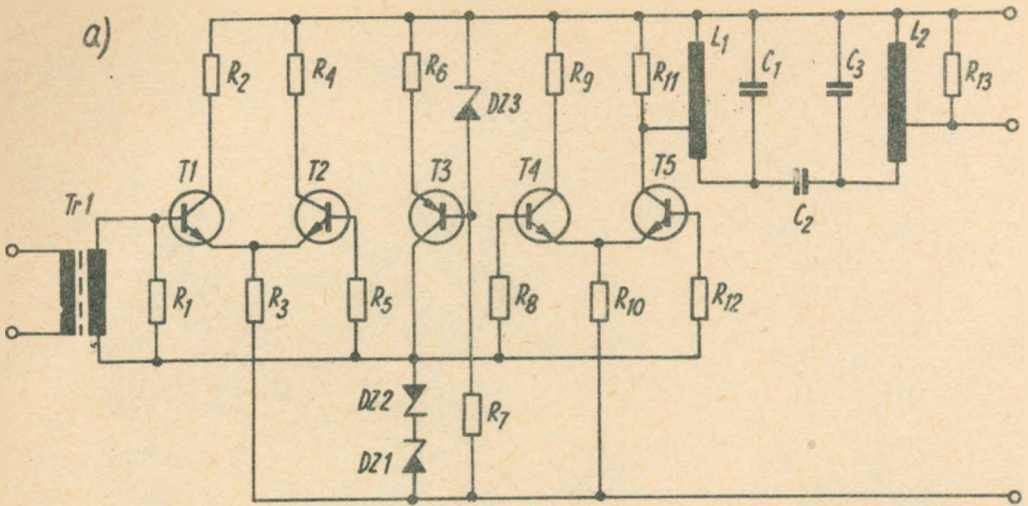 a)
R2
R4
R6
DZ3
R9
R11
L1
C1
C3
L2
R13
T1
T2
T3
T4
T5
Tr1
C2
R1
R3
R5
R8
R10
R12
DZ2
R7
DZ1